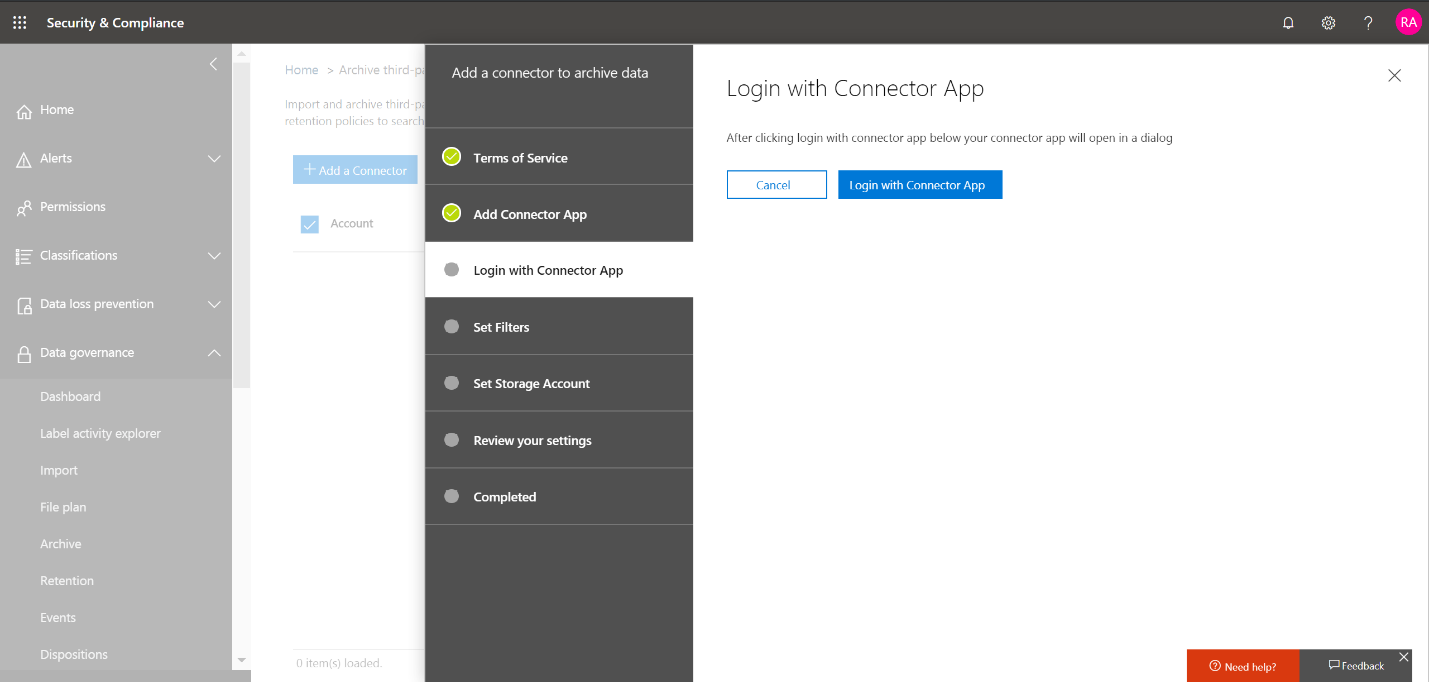 Security & Compliance
RA
Home
Alerts
Permissions
Classifications
Data loss prevention
Data governance
Dashboard
Label activity explorer
Import
File plan
Archive
Retention
Events
Dispositions
Home > Archive third-pa
Import and archive third-pa
retention policies to search
+ Add a Connector
Account
0 item(s) loaded.
Add a connector to archive data
Terms of Service
Add Connector App
Login with Connector App
Set Filters
Set Storage Account
Review your settings
Completed
Login with Connector App
After clicking login with connector app below your connector app will open in a dialog
Cancel
Login with Connector App
Need help?
Feedback